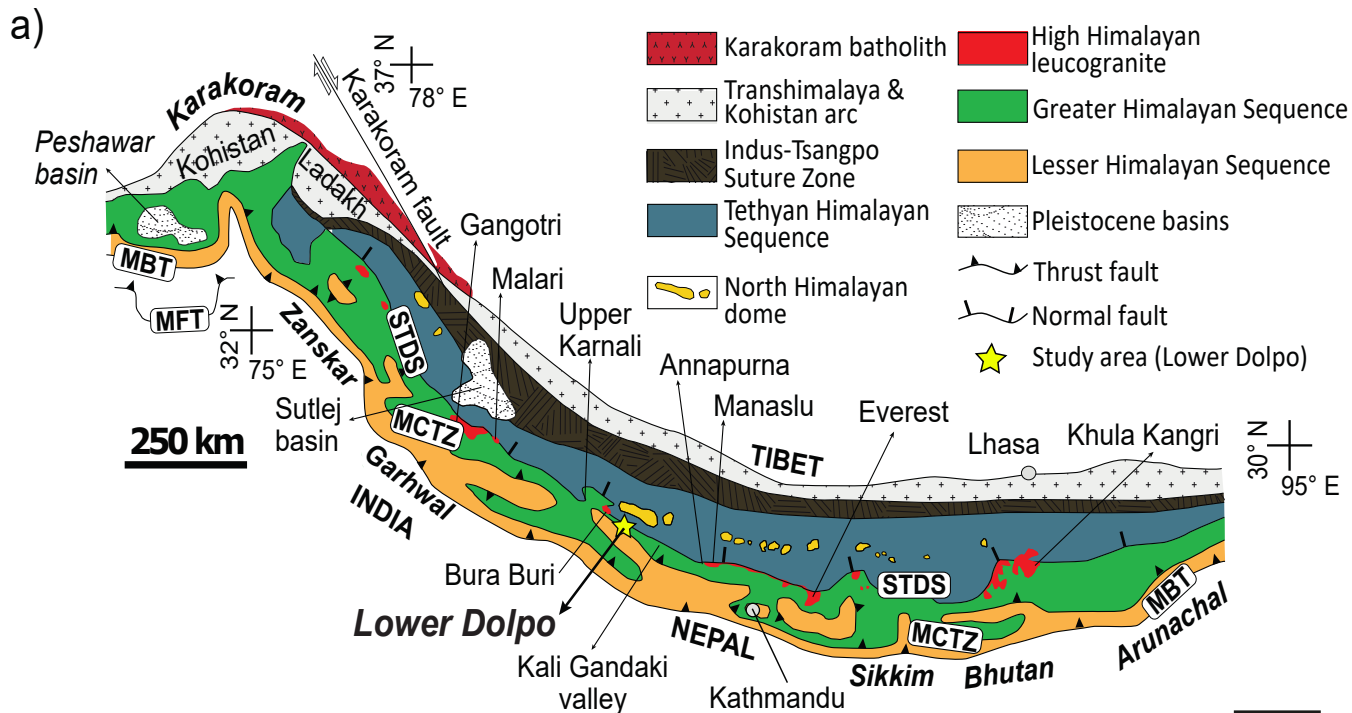 a)
Karakoram
37° N
78° E
Karakoram fault
Peshawar
basin
Kohistan
Ladakh
MBT
MFT
32° N
75° E
Zanskar
STDS
Gangotri
Malari
Upper
Karnali
Annapurna
Manaslu
Everest
Lhasa
Khula Kangri
30° N
95° E
TIBET
Sutlej
basin
MCTZ
250 km
Garhwal
INDIA
Bura Buri
Lower Dolpo
Kali Gandaki
valley
NEPAL
Kathmandu
STDS
MCTZ
Sikkim
Bhutan
MBT
Arunachal
Karakoram batholith
Transhimalaya &
Kohistan arc
Indus-Tsangpo
Suture Zone
Tethyan Himalayan
Sequence
North Himalayan
dome
High Himalayan
leucogranite
Greater Himalayan Sequence
Lesser Himalayan Sequence
Pleistocene basins
Thrust fault
Normal fault
Study area (Lower Dolpo)